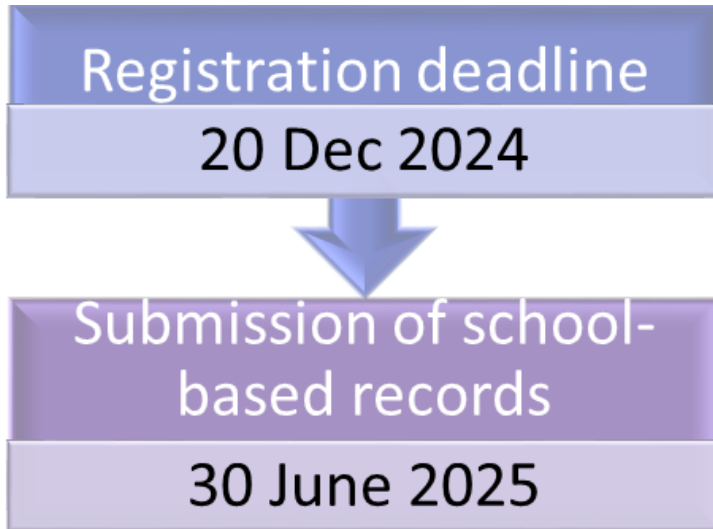 Registration deadline
20 Dec 2024
Submission of school-
based records
30 June 2025